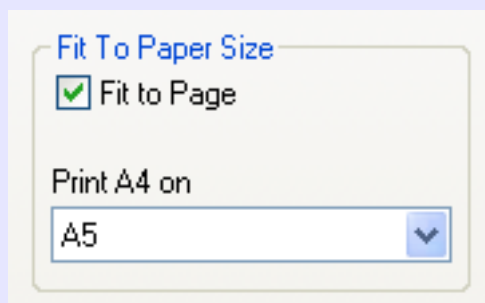 Fit To Paper Size
Fit to Page
Print A4 on
A5